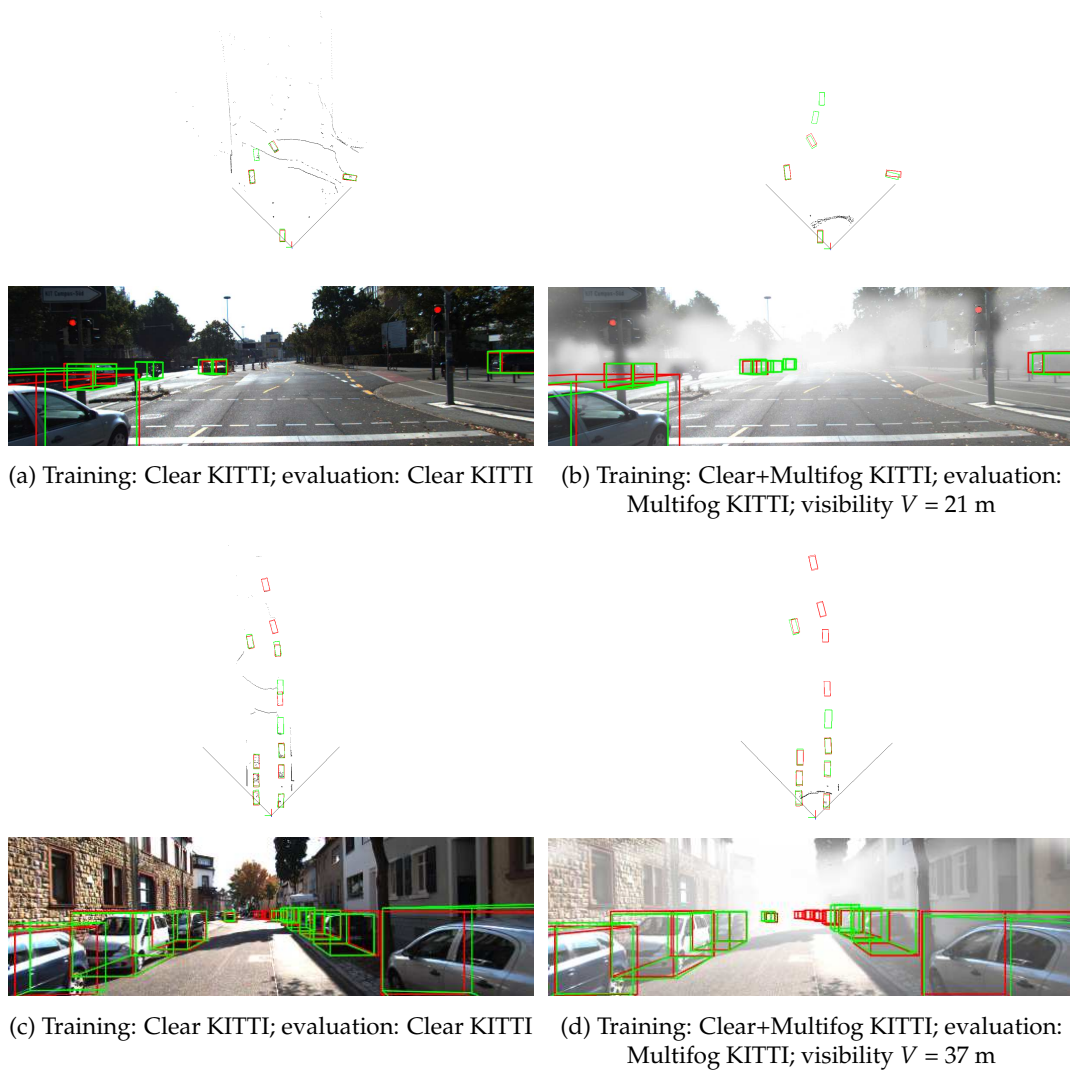 (a) Training: Clear KITTI; evaluation: Clear KITTI
(b) Training: Clear+Multifog KITTI; evaluation:
Multifog KITTI; visibility V = 21 m
(c) Training: Clear KITTI; evaluation: Clear KITTI
(d) Training: Clear+Multifog KITTI; evaluation:
Multifog KITTI; visibility V = 37 m